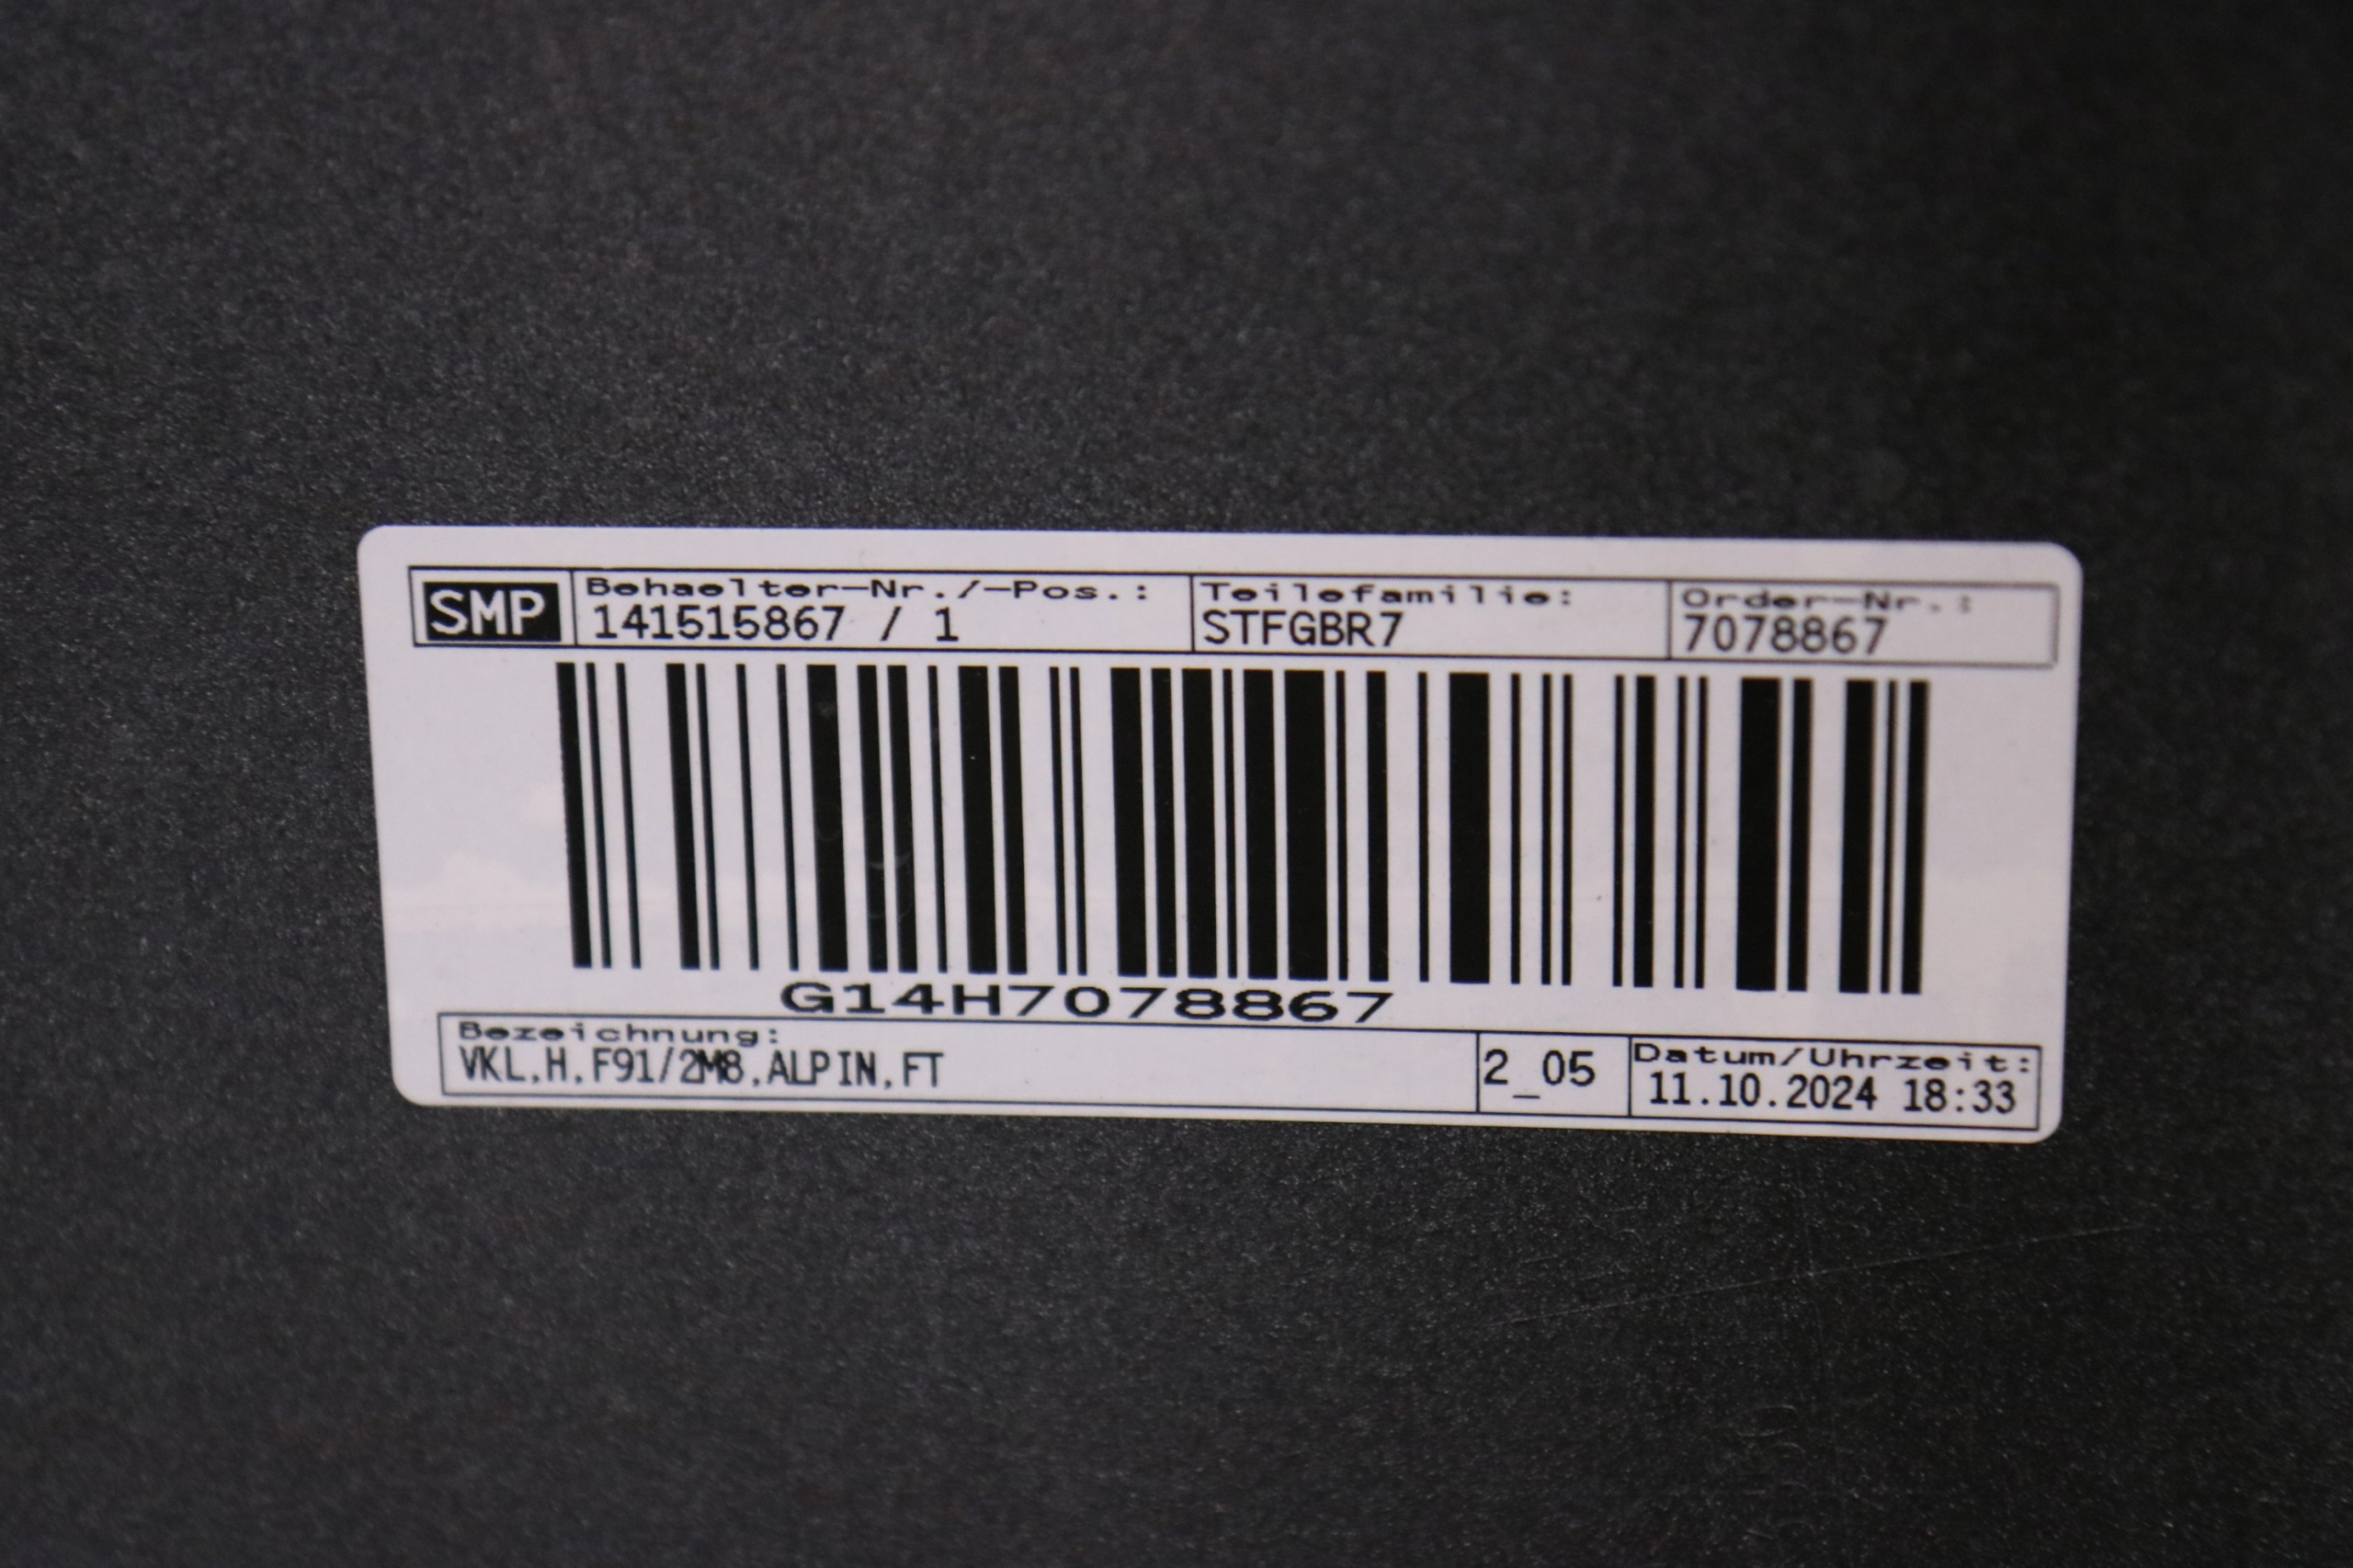 SMP
Behaelter-Nr./-Pos.:
141515867 / 1
Teilefamilie:
STFGBR7
Order-Nr.:
7078867
G14H7078867
Bezeichnung:
VKL,H,F91/2M8,ALPIN,FT
2_05
Datum/Uhrzeit:
11.10.2024 18:33